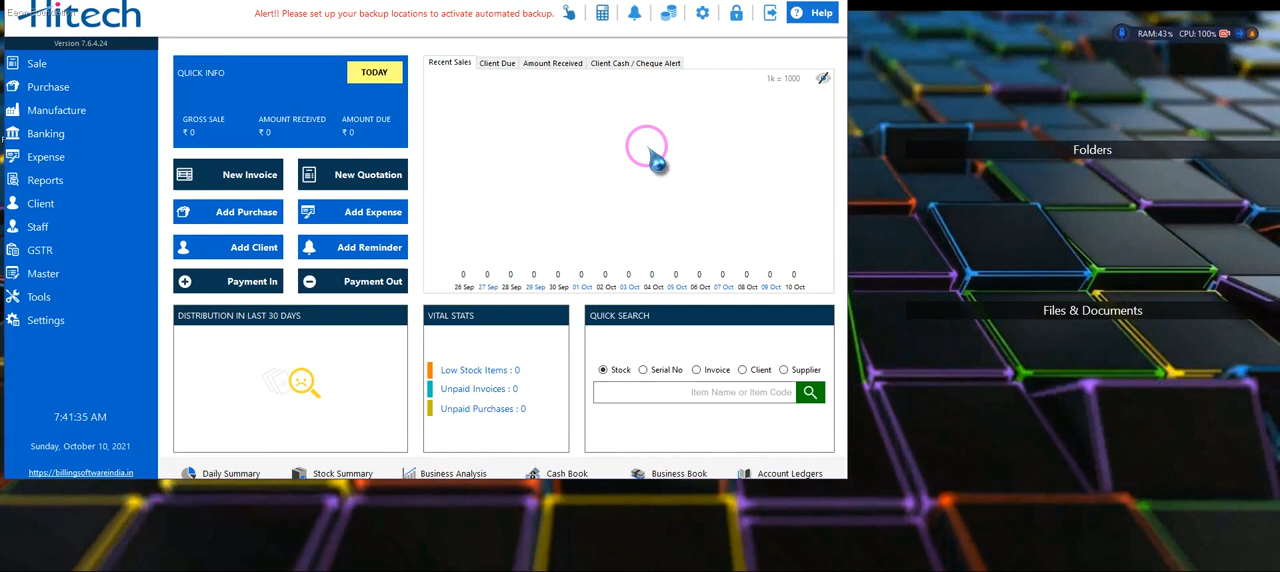 Hitech
Alert!! Please set up your backup locations to activate automated backup.
Help
Version 7.6.4.24
RAM:43% CPU:100%
Sale
Purchase
Manufacture
Banking
Expense
Reports
Client
Staff
GSTR
Master
Tools
Settings
7:41:35 AM
Sunday, October 10, 2021
https://billingsoftwareindia.in
QUICK INFO
TODAY
GROSS SALE AMOUNT RECEIVED AMOUNT DUE
₹ 0 ₹ 0 ₹ 0
New Invoice New Quotation
Add Purchase Add Expense
Add Client Add Reminder
Payment In Payment Out
Recent Sales Client Due Amount Received Client Cash / Cheque Alert
1k = 1000
0 0 0 0 0 0 0 0 0 0 0 0 0 0 0
26 Sep 27 Sep 28 Sep 29 Sep 30 Sep 01 Oct 02 Oct 03 Oct 04 Oct 05 Oct 06 Oct 07 Oct 08 Oct 09 Oct 10 Oct
DISTRIBUTION IN LAST 30 DAYS
VITAL STATS
Low Stock Items : 0
Unpaid Invoices : 0
Unpaid Purchases : 0
QUICK SEARCH
Stock Serial No Invoice Client Supplier
Item Name or Item Code
Daily Summary Stock Summary Business Analysis Cash Book Business Book Account Ledgers
Folders
Files & Documents